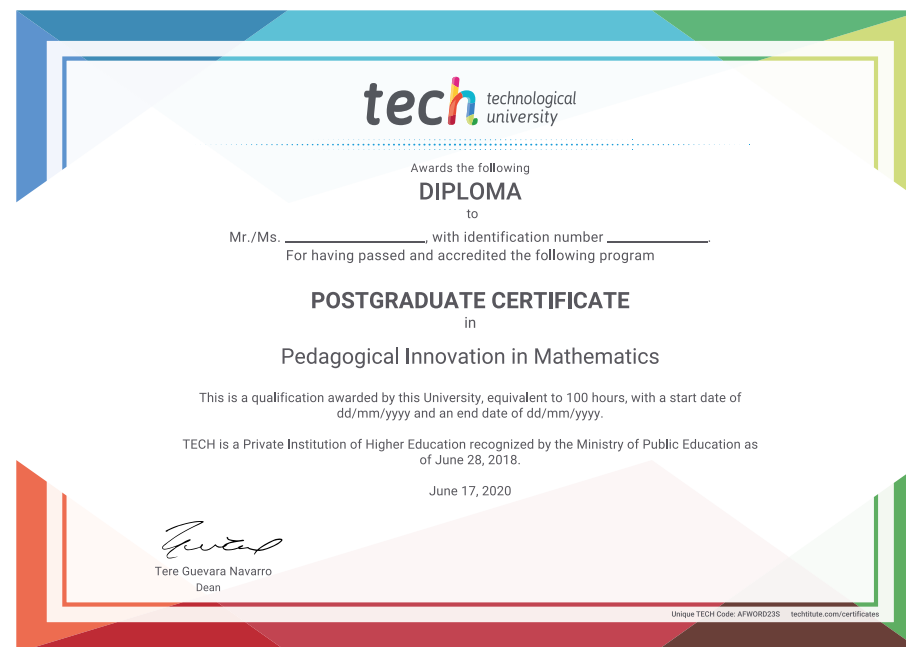 tech technological
university
Awards the following
DIPLOMA
to
Mr./Ms. ____________________, with identification number ______________.
For having passed and accredited the following program
POSTGRADUATE CERTIFICATE
in
Pedagogical Innovation in Mathematics
This is a qualification awarded by this University, equivalent to 100 hours, with a start date of
dd/mm/yyyy and an end date of dd/mm/yyyy.
TECH is a Private Institution of Higher Education recognized by the Ministry of Public Education as
of June 28, 2018.
June 17, 2020
Tere Guevara Navarro
Dean
Unique TECH Code: AFWORD23S techtitute.com/certificates